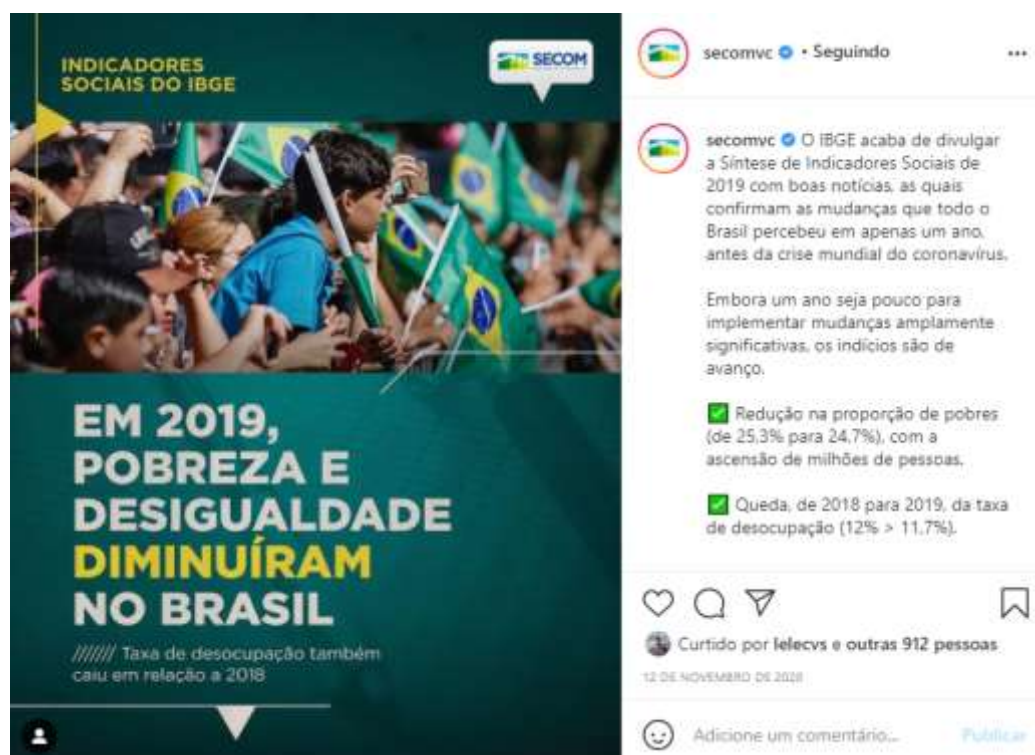 INDICADORES
SOCIAIS DO IBGE
SECOM
EM 2019,
POBREZA E
DESIGUALDADE
DIMINUÍRAM
NO BRASIL
/////// Taxa de desocupação também
caiu em relação a 2018
secomvc • Seguindo
secomvc O IBGE acaba de divulgar
a Síntese de Indicadores Sociais de
2019 com boas notícias, as quais
confirmam as mudanças que todo o
Brasil percebeu em apenas um ano,
antes da crise mundial do coronavírus.
Embora um ano seja pouco para
implementar mudanças amplamente
significativas, os indícios são de
avanço.
✅ Redução na proporção de pobres
(de 25,3% para 24,7%), com a
ascensão de milhões de pessoas.
✅ Queda, de 2018 para 2019, da taxa
de desocupação (12% > 11,7%).
Curtido por lelecvs e outras 912 pessoas
12 DE NOVEMBRO DE 2020
Adicione um comentário... Publicar